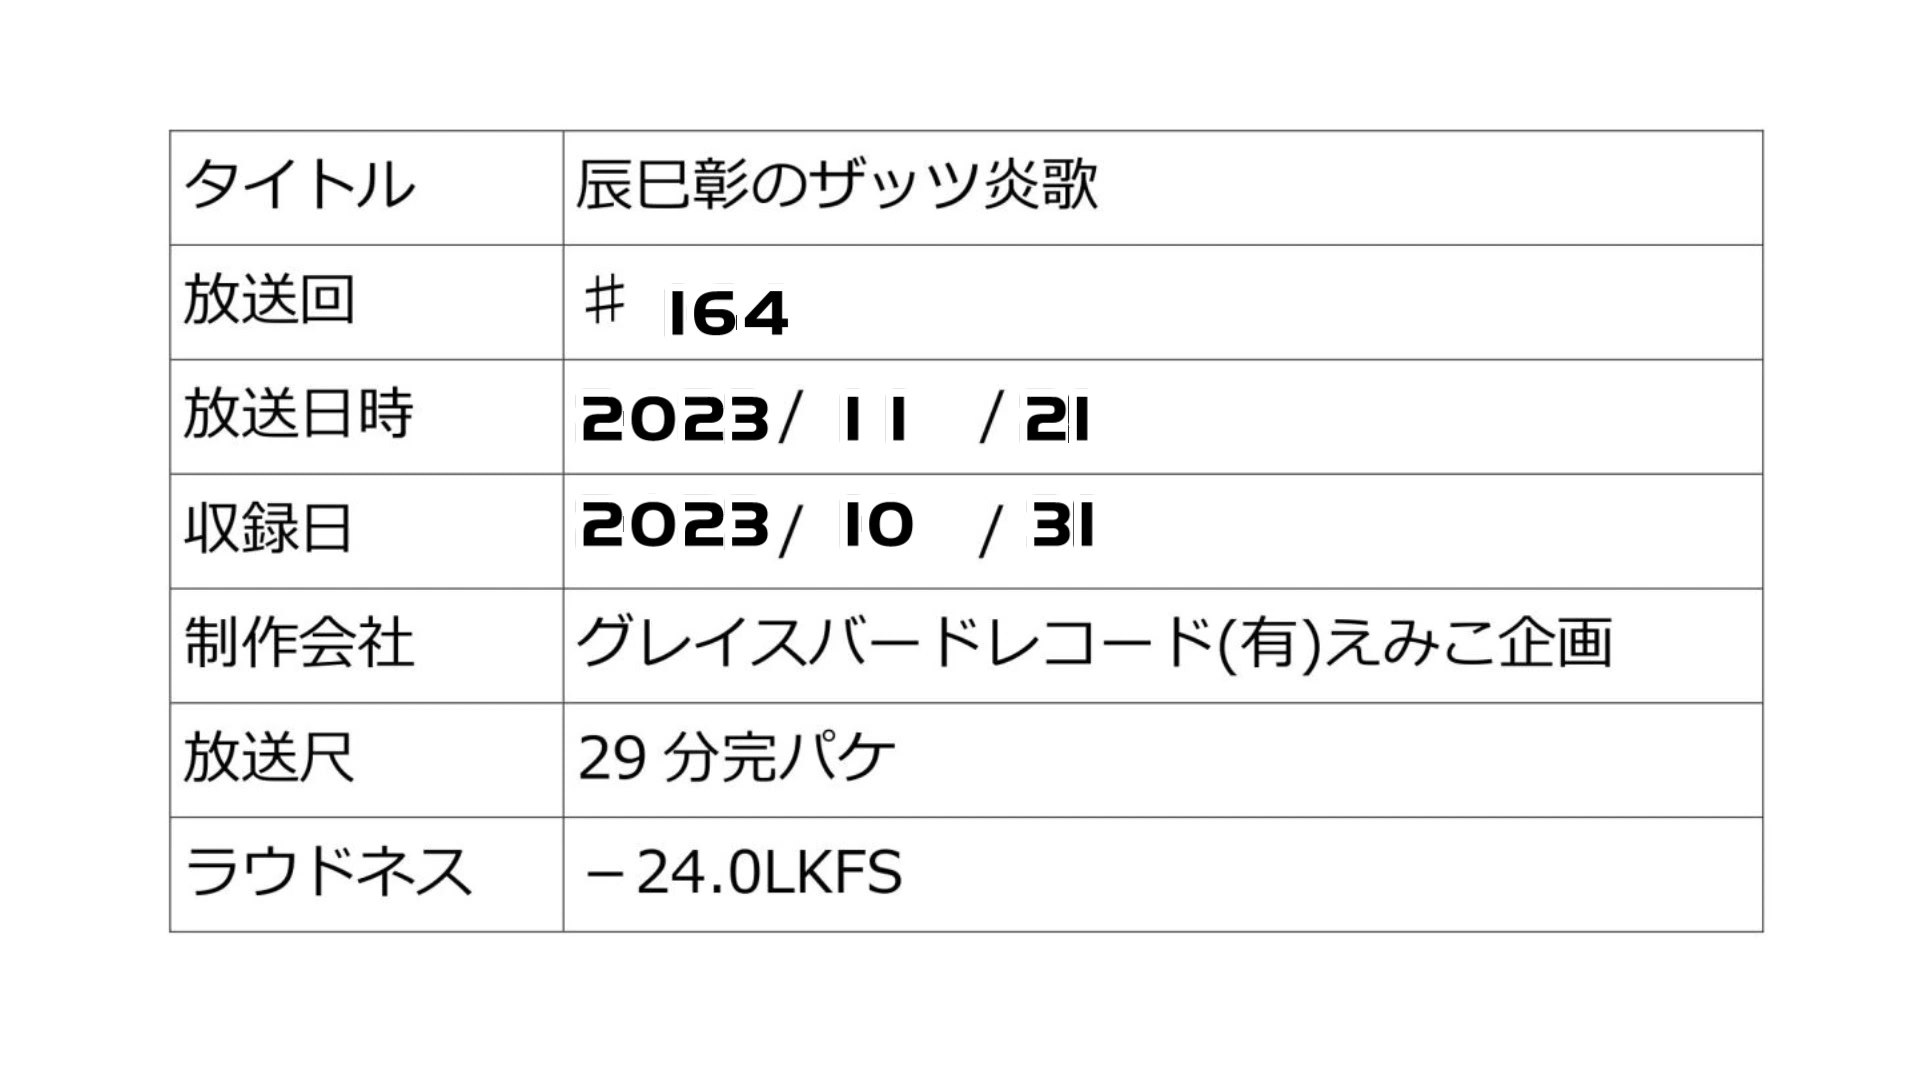 タイトル 辰巳彰のザッツ炎歌
放送回 ♯ 164
放送日時 2023/ 11 / 21
収録日 2023/ 10 / 31
制作会社 グレイスバードレコード(有)えみこ企画
放送尺 29 分完パケ
ラウドネス －24.0LKFS